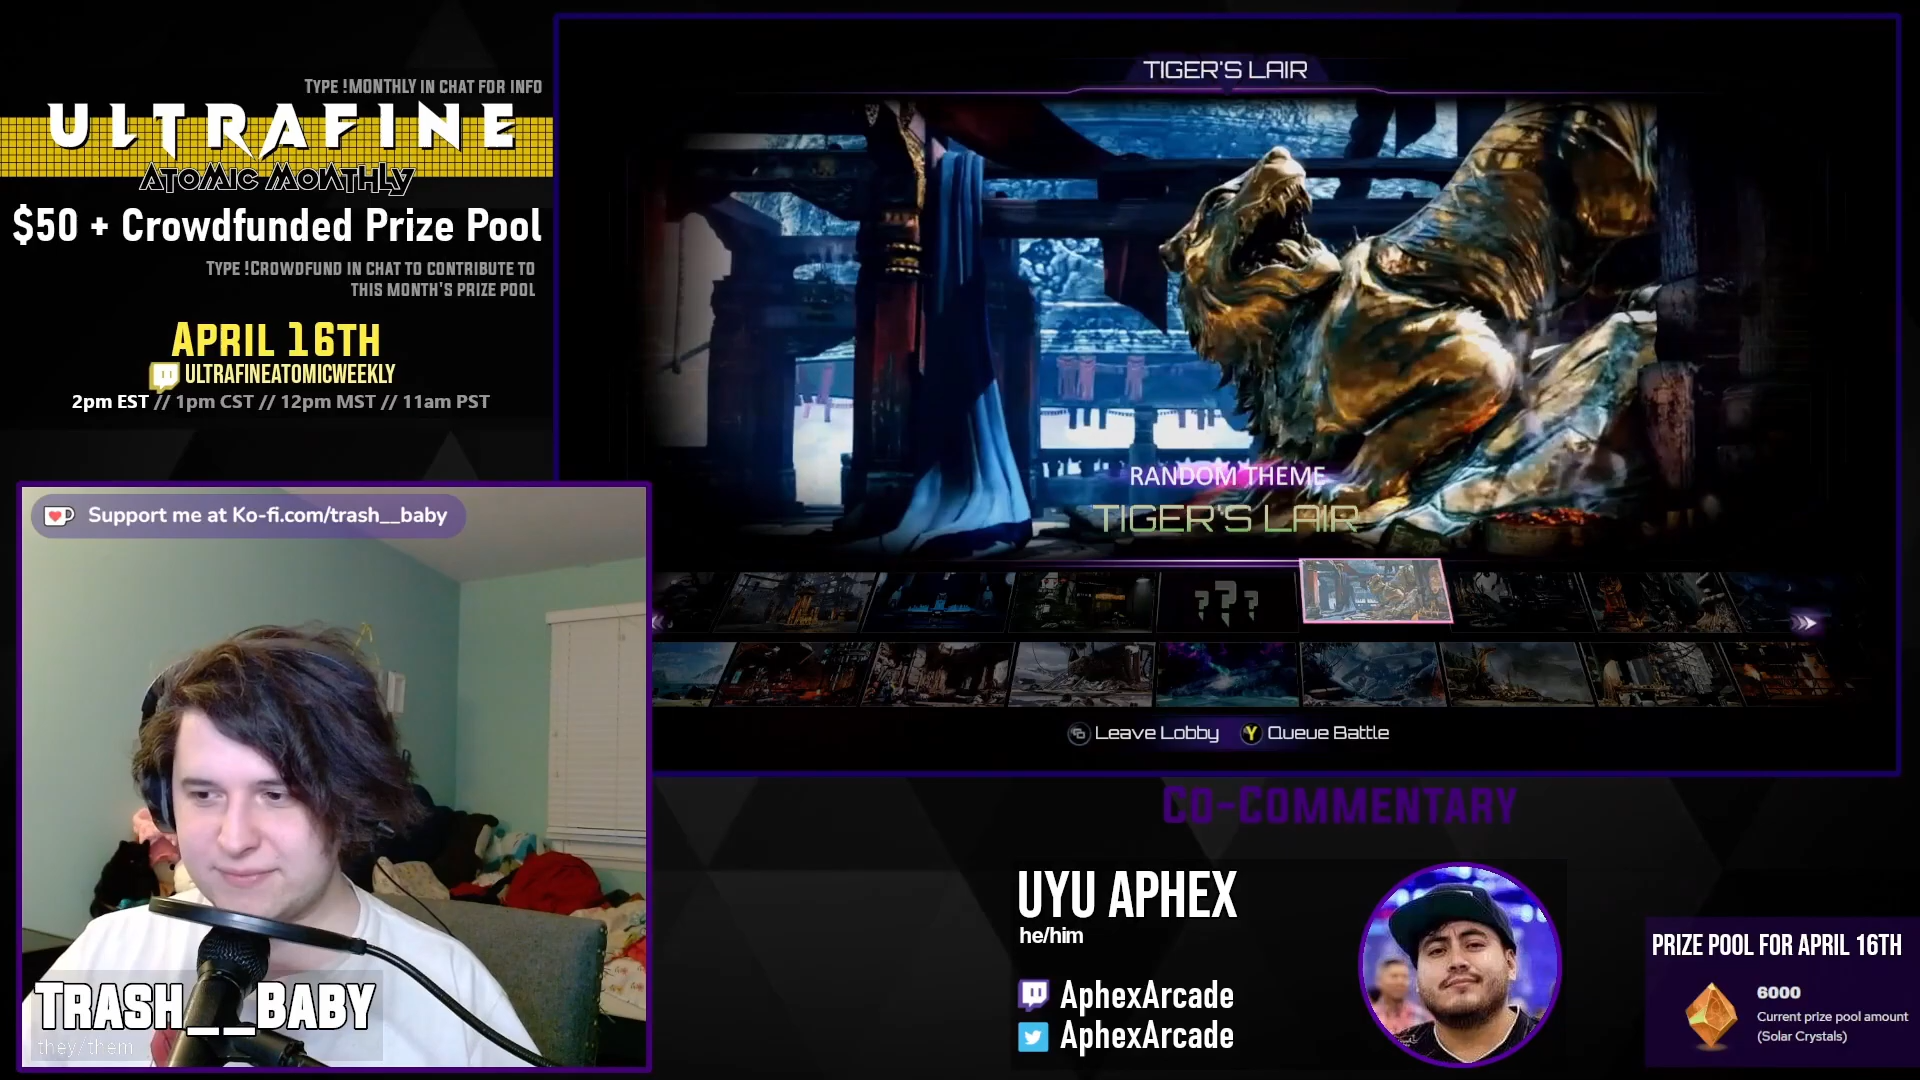 TYPE !MONTHLY IN CHAT FOR INFO
ULTRAFINE
ATOMIC MONTHLY
$50 + Crowdfunded Prize Pool
TYPE !CROWDFUND IN CHAT TO CONTRIBUTE TO
THIS MONTH'S PRIZE POOL
APRIL 16TH
ULTRAFINEATOMICWEEKLY
2pm EST // 1pm CST // 12pm MST // 11am PST
TIGER'S LAIR
RANDOM THEME
TIGER'S LAIR
???
Leave Lobby
Y Queue Battle
Support me at Ko-fi.com/trash__baby
TRASH__BABY
they/them
CO-COMMENTARY
UYU APHEX
he/him
AphexArcade
AphexArcade
PRIZE POOL FOR APRIL 16TH
6000
Current prize pool amount
(Solar Crystals)